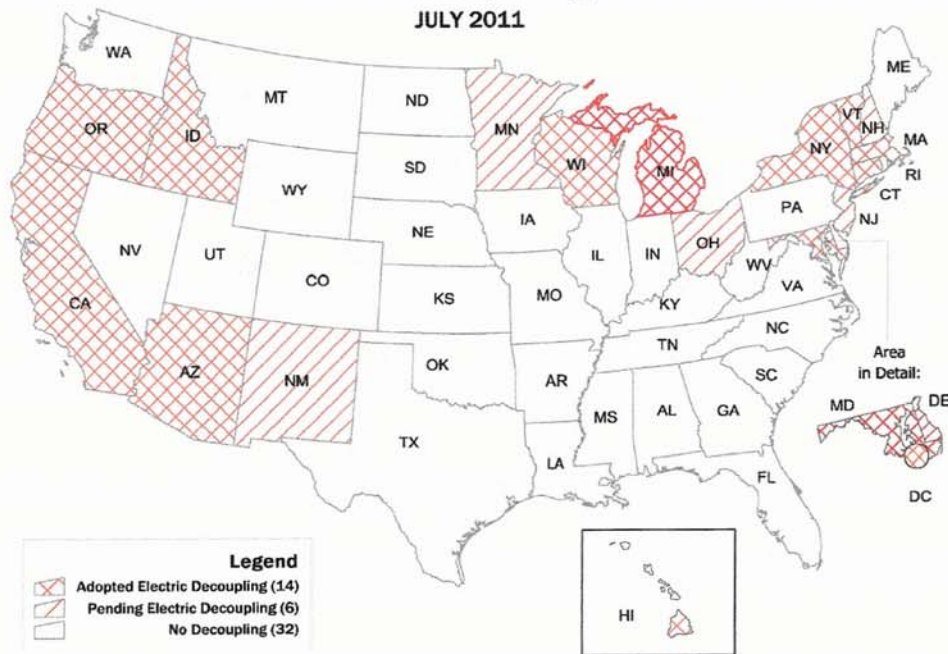 JULY 2011
WA
MT
ND
MN
ME
OR
ID
SD
WI
MI
VT
NH
NY
MA
RI
CT
WY
IA
PA
NJ
NE
NV
UT
CO
IL
IN
OH
WV
VA
CA
KS
MO
KY
NC
TN
AZ
NM
OK
AR
SC
MS
AL
GA
TX
LA
FL
Area
in Detail:
MD
DE
DC
HI
Legend
Adopted Electric Decoupling (14)
Pending Electric Decoupling (6)
No Decoupling (32)